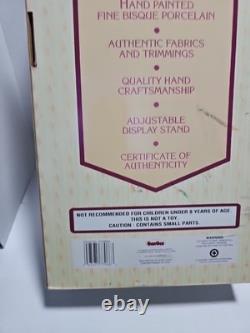 HAND PAINTED
FINE BISQUE PORCELAIN
• AUTHENTIC FABRICS
AND TRIMMINGS
• QUALITY HAND
CRAFTSMANSHIP
• ADJUSTABLE
DISPLAY STAND
• CERTIFICATE OF
AUTHENTICITY
NOT RECOMMENDED FOR CHILDREN UNDER 8 YEARS OF AGE.
THIS IS NOT A TOY.
CAUTION : CONTAINS SMALL PARTS.
WARNING!